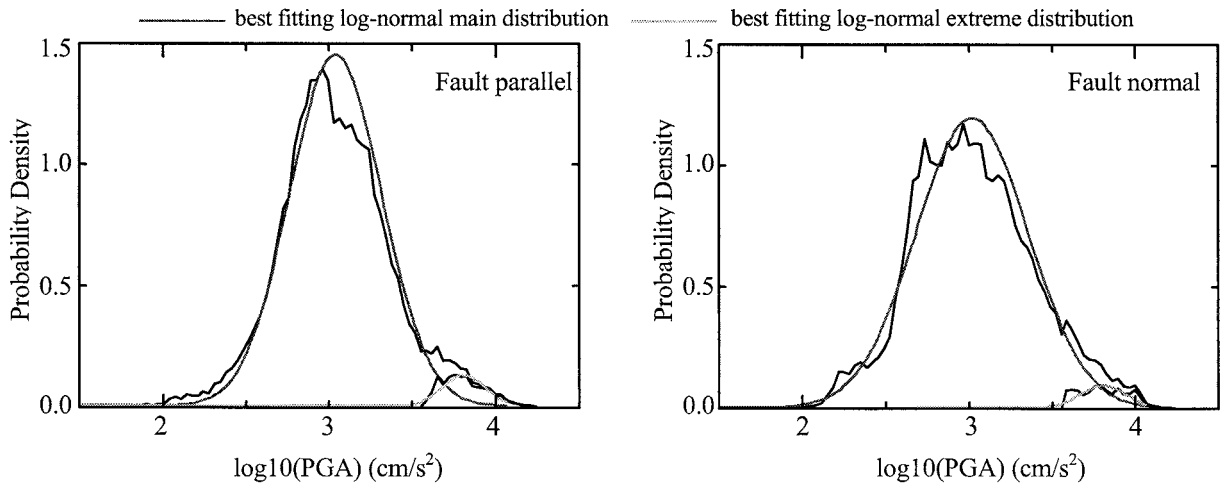 best fitting log-normal main distribution best fitting log-normal extreme distribution
1.5
Fault parallel
1.0
0.5
0.0
2 3 4
Probability Density
log10(PGA) (cm/s²)
1.5
Fault normal
1.0
0.5
0.0
2 3 4
Probability Density
log10(PGA) (cm/s²)